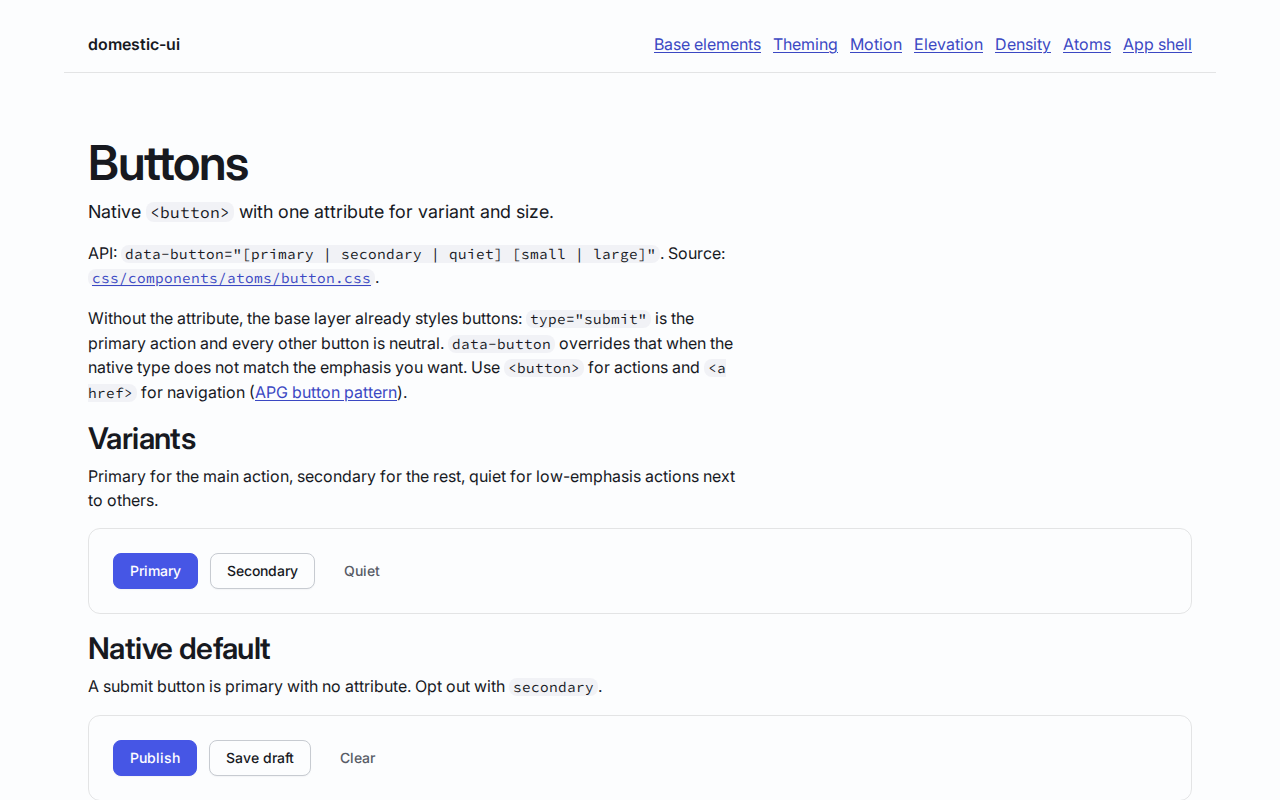 domestic-ui
Base elements Theming Motion Elevation Density Atoms App shell
Buttons
Native <button> with one attribute for variant and size.
API: data-button="[primary | secondary | quiet] [small | large]". Source:
css/components/atoms/button.css.
Without the attribute, the base layer already styles buttons: type="submit" is the
primary action and every other button is neutral. data-button overrides that when the
native type does not match the emphasis you want. Use <button> for actions and <a
href> for navigation (APG button pattern).
Variants
Primary for the main action, secondary for the rest, quiet for low-emphasis actions next
to others.
Primary Secondary Quiet
Native default
A submit button is primary with no attribute. Opt out with secondary.
Publish Save draft Clear